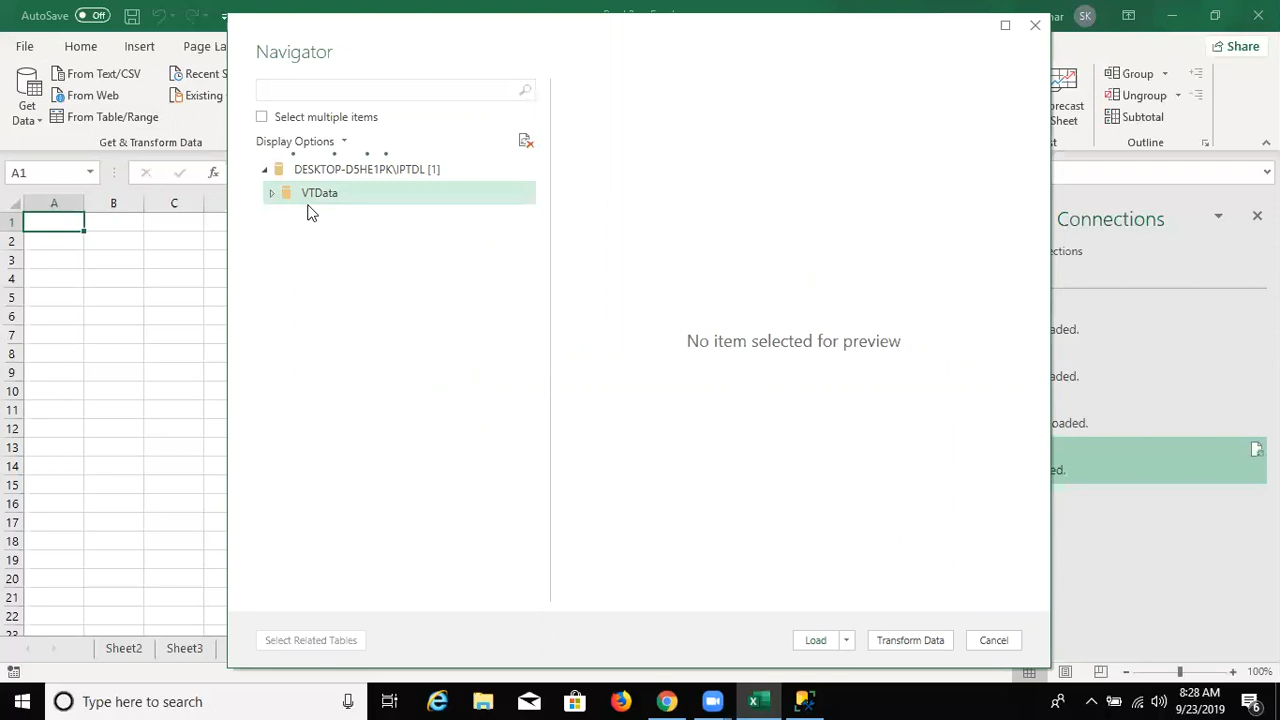 AutoSave Off
SK
File Home Insert Page La
Share
Get Data
From Text/CSV
From Web
From Table/Range
Recent S
Existing
Get & Transform Data
Navigator
Select multiple items
Display Options
DESKTOP-D5HE1PK\IPTDL [1]
VTData
No item selected for preview
Select Related Tables
Load
Transform Data
Cancel
orecast
Sheet
Group
Ungroup
Subtotal
Outline
A1
fx
A B C
1
2
3
4
5
6
7
8
9
10
11
12
13
14
15
16
17
18
19
20
21
22
23
Connections
nections
aded.
aded.
oaded.
ed.
Sheet2 Sheet3
100%
Type here to search
8:28 AM
9/23/2019
6